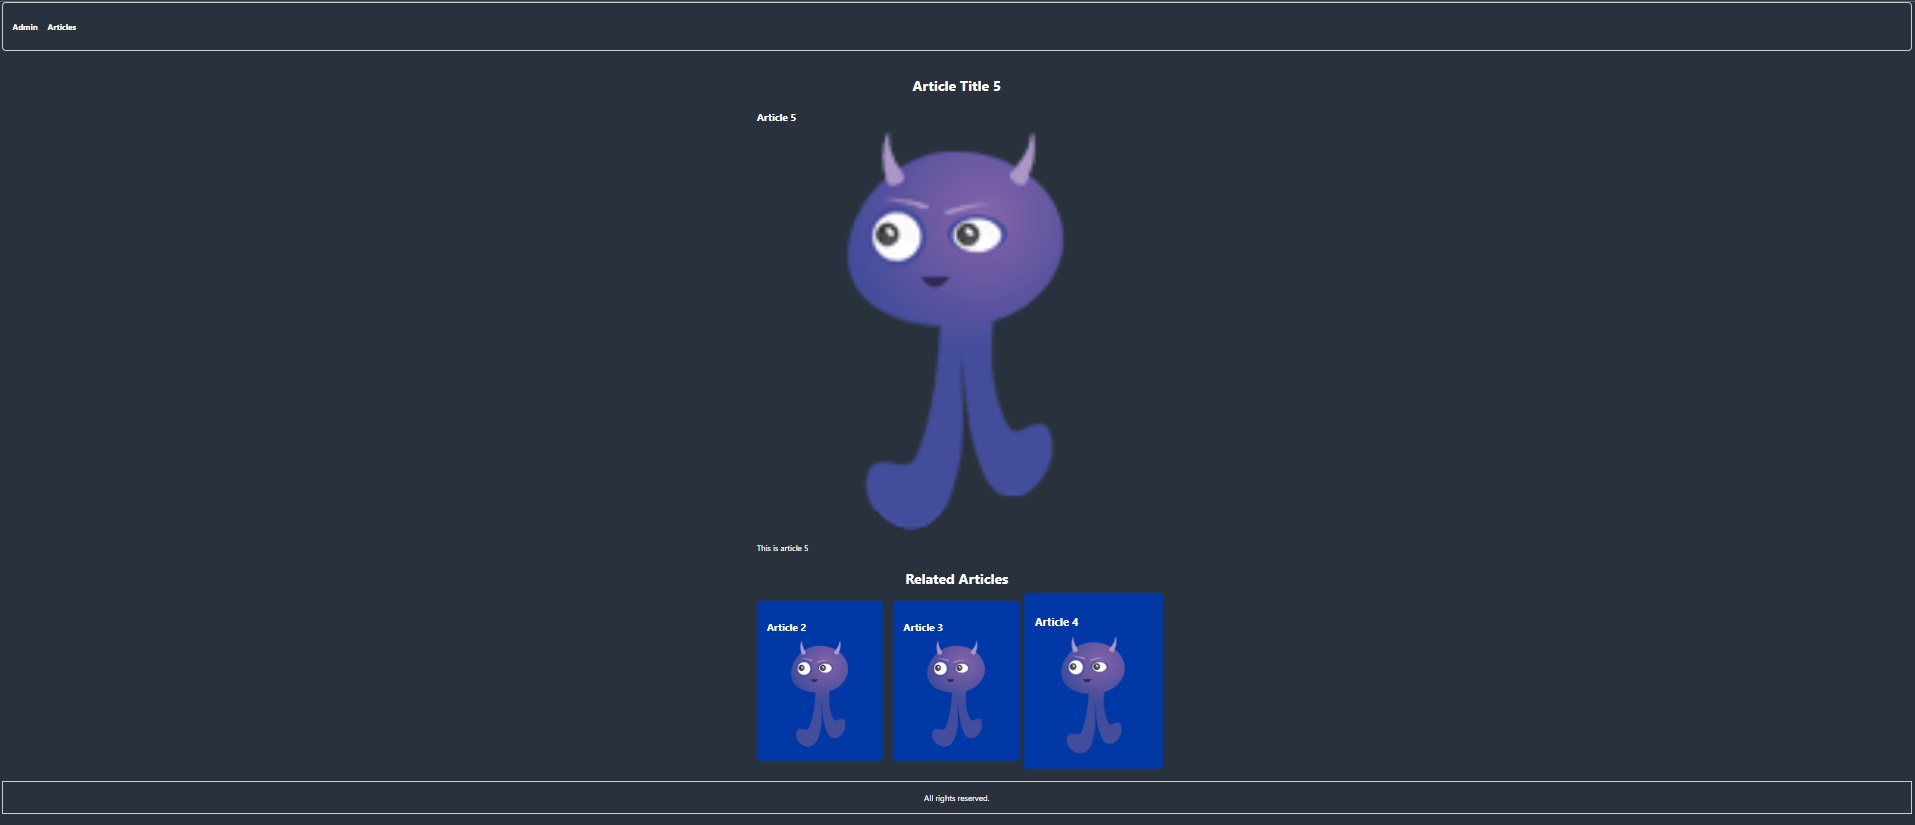 Admin Articles
Article Title 5
Article 5
This is article 5
Related Articles
Article 2
Article 3
Article 4
All rights reserved.